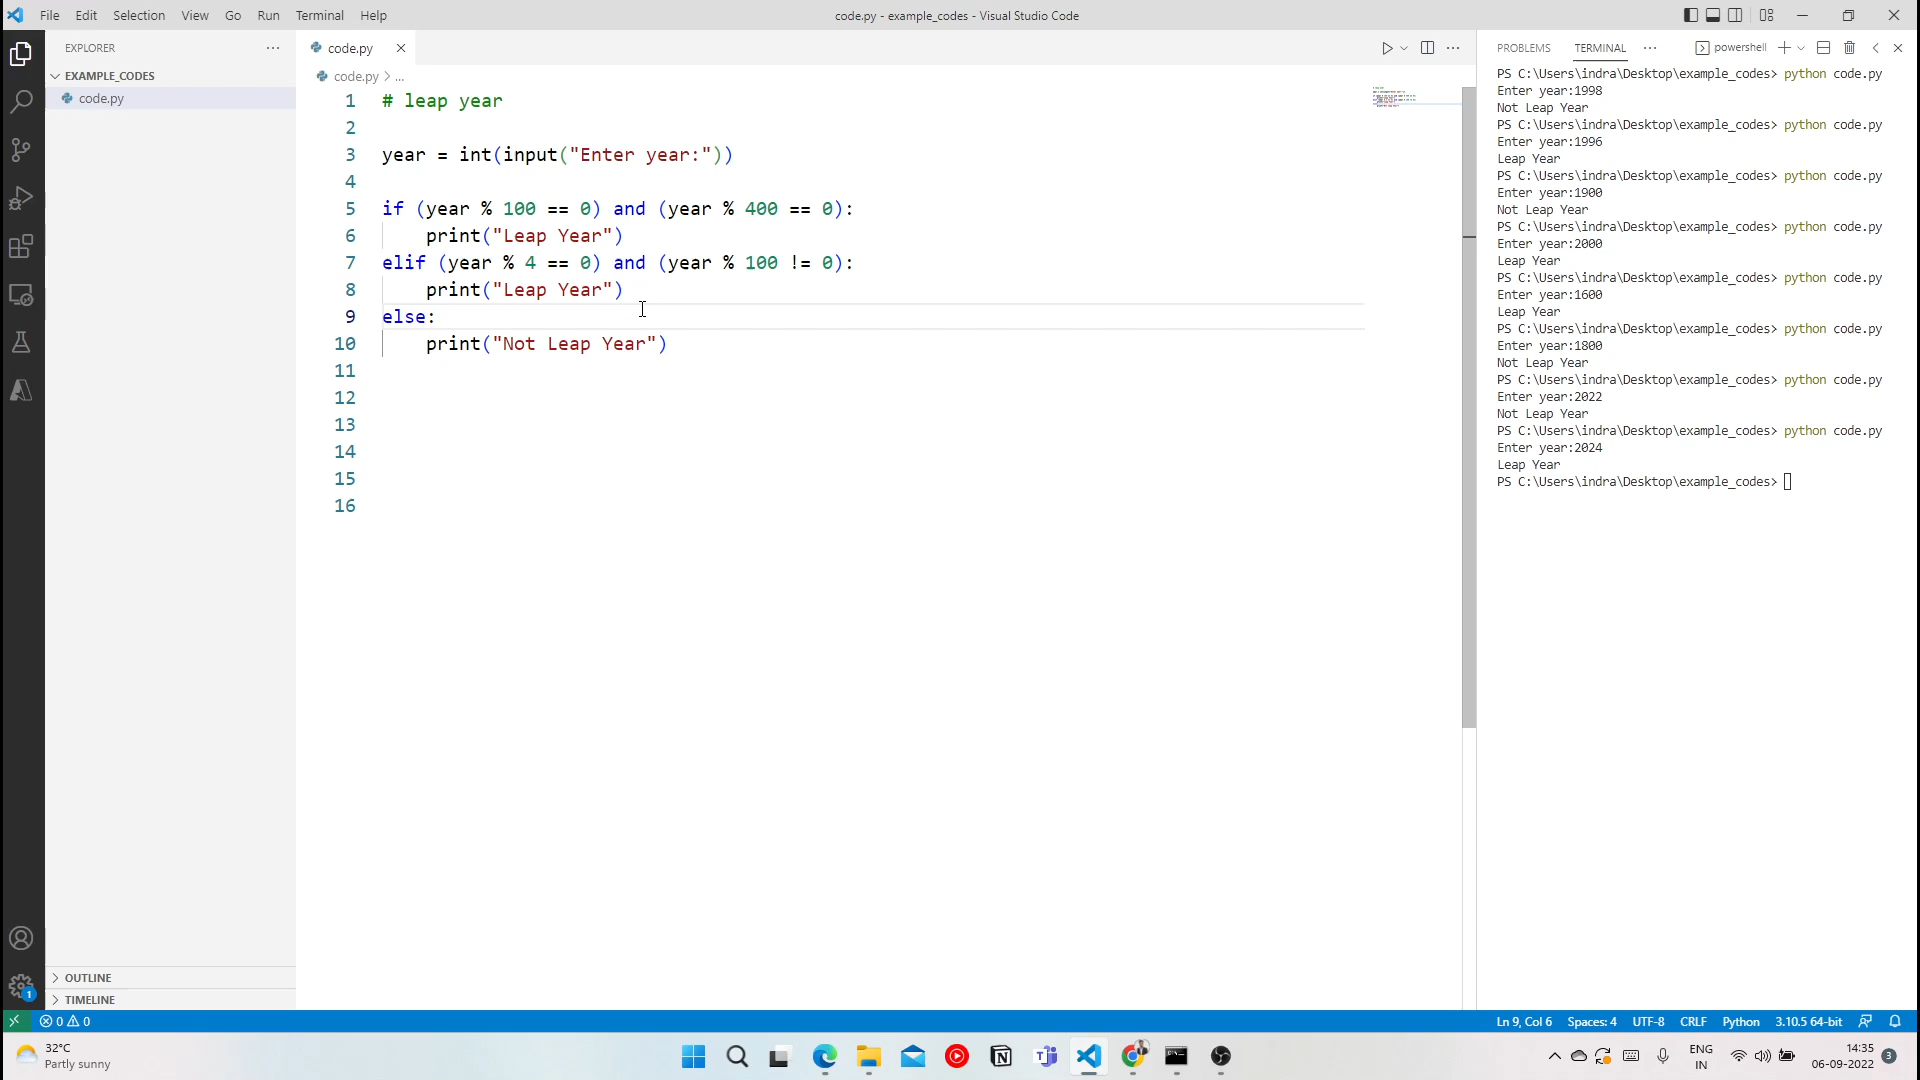 File Edit Selection View Go Run Terminal Help
code.py - example_codes - Visual Studio Code
EXPLORER
EXAMPLE_CODES
code.py
OUTLINE
TIMELINE
code.py
code.py > ...
1 # leap year
2
3 year = int(input("Enter year:"))
4
5 if (year % 100 == 0) and (year % 400 == 0):
6 print("Leap Year")
7 elif (year % 4 == 0) and (year % 100 != 0):
8 print("Leap Year")
9 else:
10 print("Not Leap Year")
11
12
13
14
15
16
PROBLEMS TERMINAL ... powershell
PS C:\Users\indra\Desktop\example_codes> python code.py
Enter year:1998
Not Leap Year
PS C:\Users\indra\Desktop\example_codes> python code.py
Enter year:1996
Leap Year
PS C:\Users\indra\Desktop\example_codes> python code.py
Enter year:1900
Not Leap Year
PS C:\Users\indra\Desktop\example_codes> python code.py
Enter year:2000
Leap Year
PS C:\Users\indra\Desktop\example_codes> python code.py
Enter year:1600
Leap Year
PS C:\Users\indra\Desktop\example_codes> python code.py
Enter year:1800
Not Leap Year
PS C:\Users\indra\Desktop\example_codes> python code.py
Enter year:2022
Not Leap Year
PS C:\Users\indra\Desktop\example_codes> python code.py
Enter year:2024
Leap Year
PS C:\Users\indra\Desktop\example_codes>
1
0 0
Ln 9, Col 6 Spaces: 4 UTF-8 CRLF Python 3.10.5 64-bit
32°C
Partly sunny
ENG
IN
14:35
06-09-2022
3